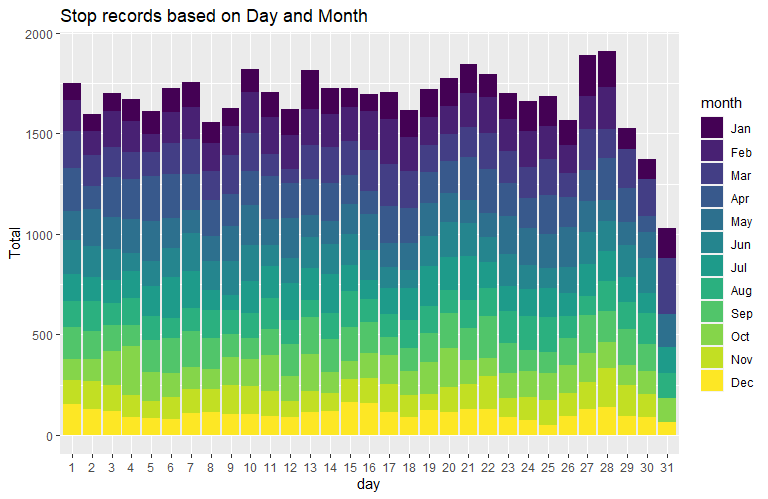 Stop records based on Day and Month
2000
1500
1000
500
0
Total
1 2 3 4 5 6 7 8 9 10 11 12 13 14 15 16 17 18 19 20 21 22 23 24 25 26 27 28 29 30 31
day
month
Jan
Feb
Mar
Apr
May
Jun
Jul
Aug
Sep
Oct
Nov
Dec